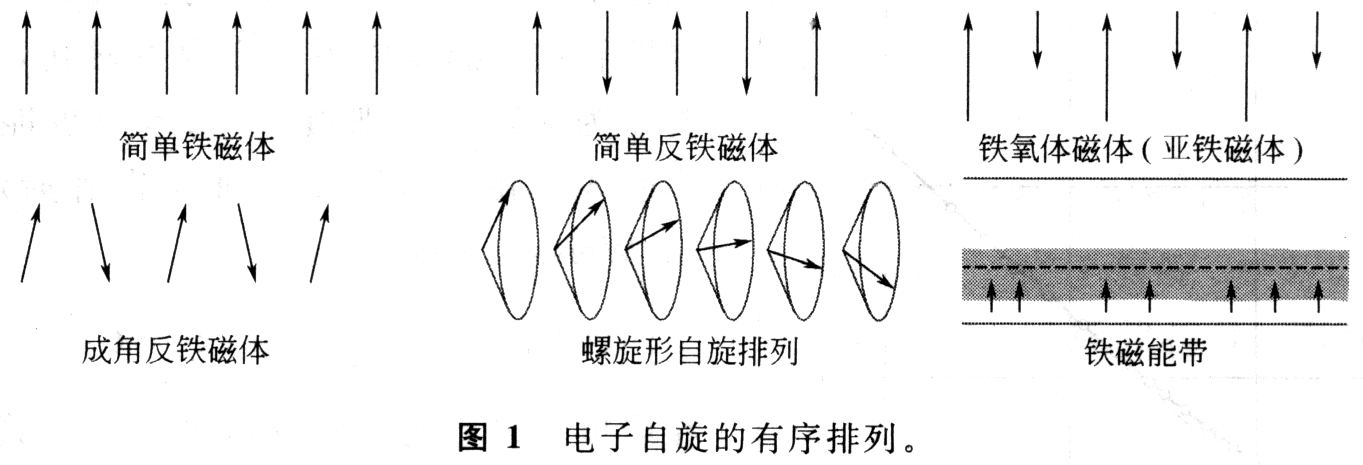 简单铁磁体
简单反铁磁体
铁氧体磁体(亚铁磁体)
成角反铁磁体
螺旋形自旋排列
铁磁能带
图 1 电子自旋的有序排列。